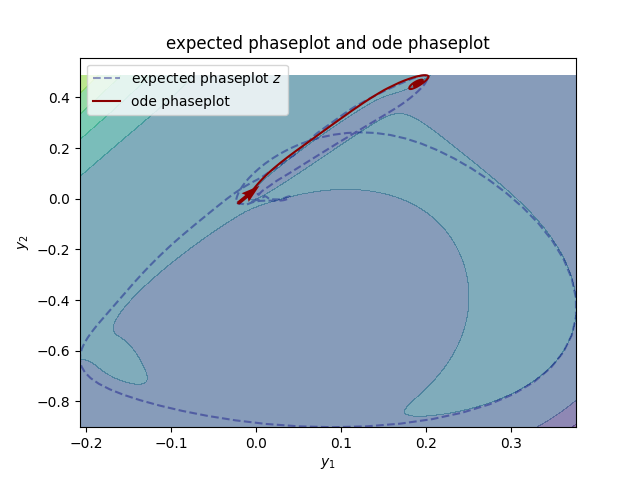 expected phaseplot and ode phaseplot
expected phaseplot z
ode phaseplot
0.4
0.2
0.0
−0.2
−0.4
−0.6
−0.8
y2
−0.2
−0.1
0.0
0.1
0.2
0.3
y1